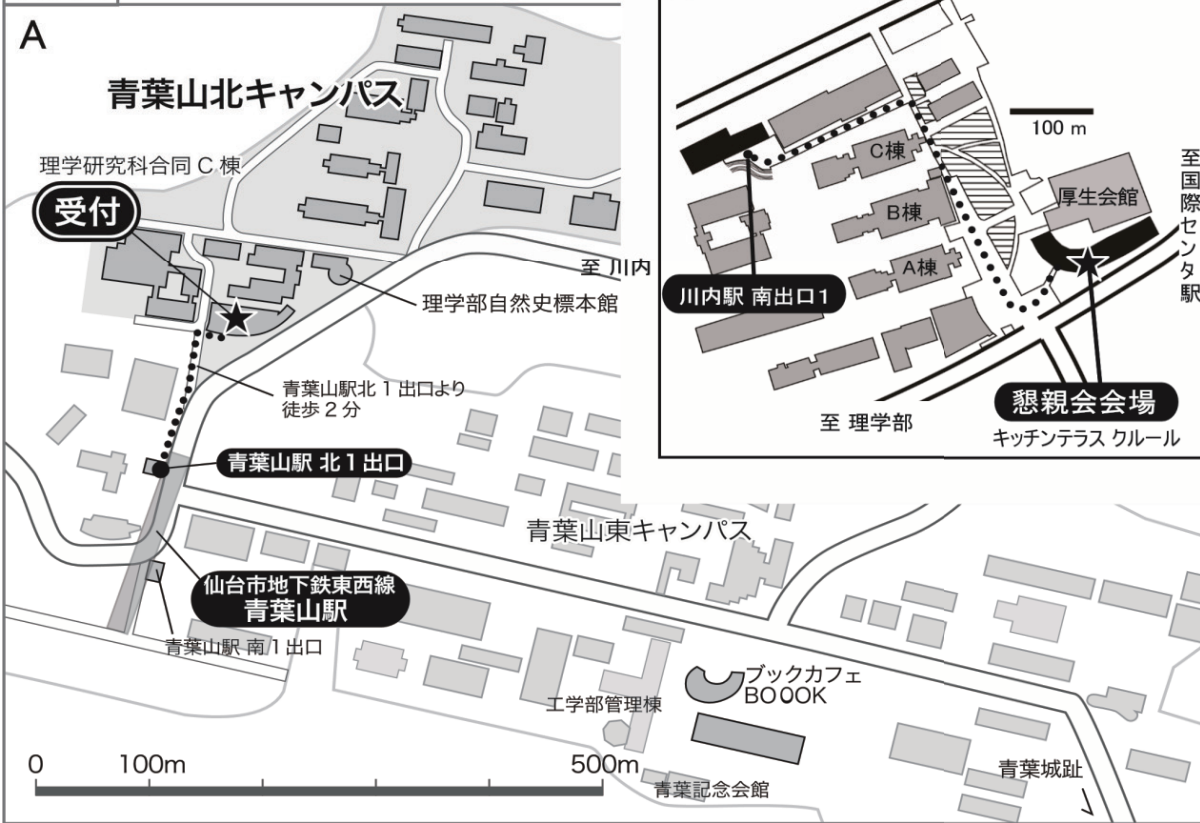 A
青葉山北キャンパス
理学研究科合同 C 棟
受付
至 川内
理学部自然史標本館
青葉山駅北 1 出口より
徒歩 2 分
青葉山駅 北 1 出口
青葉山東キャンパス
仙台市地下鉄東西線
青葉山駅
青葉山駅 南 1 出口
工学部管理棟
ブックカフェ
BOOOK
青葉記念会館
青葉城趾
0 100m 500m
100 m
C棟
B棟
A棟
厚生会館
至国際センタ駅
川内駅 南出口1
至 理学部
懇親会会場
キッチンテラス クルール